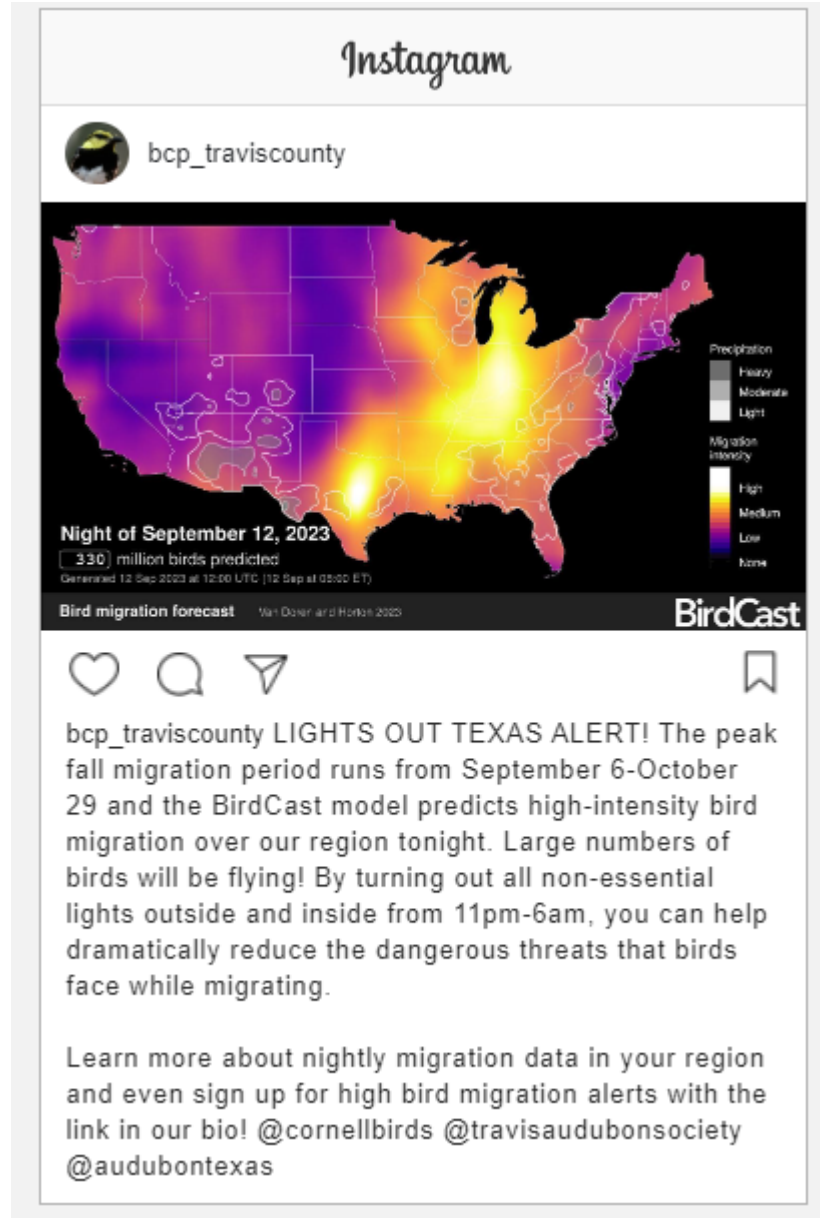 Instagram
bcp_traviscounty
Precipitation
Heavy
Moderate
Light
Migration
intensity
High
Medium
Low
None
Night of September 12, 2023
330 million birds predicted
Generated 12 Sep 2023 at 12:00 UTC (12 Sep at 08:00 ET)
Bird migration forecast Van Doren and Horton 2023
BirdCast
bcp_traviscounty LIGHTS OUT TEXAS ALERT! The peak
fall migration period runs from September 6-October
29 and the BirdCast model predicts high-intensity bird
migration over our region tonight. Large numbers of
birds will be flying! By turning out all non-essential
lights outside and inside from 11pm-6am, you can help
dramatically reduce the dangerous threats that birds
face while migrating.
Learn more about nightly migration data in your region
and even sign up for high bird migration alerts with the
link in our bio! @cornellbirds @travisaudubonsociety
@audubontexas